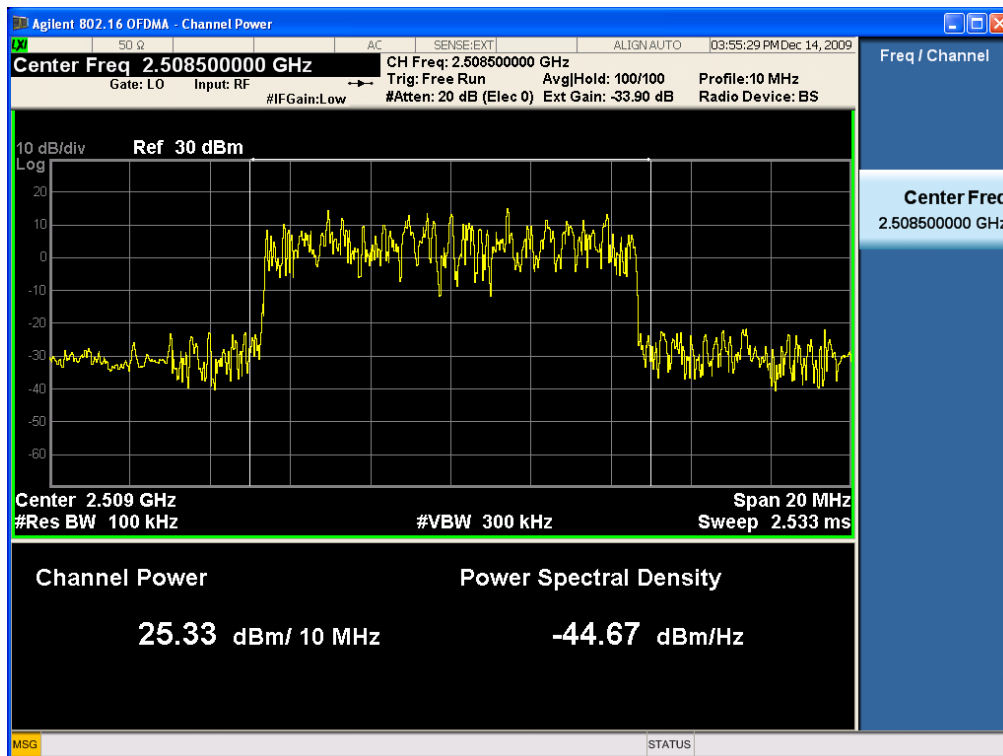 Agilent 802.16 OFDMA - Channel Power
LXI 50 Ω AC SENSE:EXT ALIGN AUTO 03:55:29 PM Dec 14, 2009
Center Freq 2.508500000 GHz
Gate: LO Input: RF
#IFGain:Low
CH Freq: 2.508500000 GHz
Trig: Free Run Avg|Hold: 100/100 Profile:10 MHz
#Atten: 20 dB (Elec 0) Ext Gain: -33.90 dB Radio Device: BS
Freq / Channel
Center Freq
2.508500000 GHz
10 dB/div Ref 30 dBm
Log
20
10
0
-10
-20
-30
-40
-50
-60
Center 2.509 GHz Span 20 MHz
#Res BW 100 kHz #VBW 300 kHz Sweep 2.533 ms
Channel Power Power Spectral Density
25.33 dBm/ 10 MHz -44.67 dBm/Hz
MSG STATUS